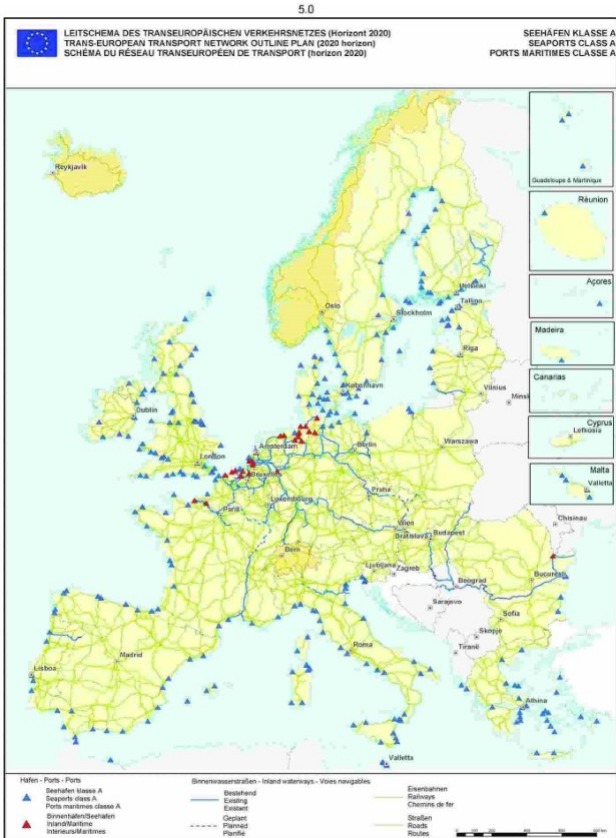 5.0
LEITSCHEMA DES TRANSEUROPÄISCHEN VERKEHRSNETZES (Horizont 2020)
TRANS-EUROPEAN TRANSPORT NETWORK OUTLINE PLAN (2020 horizon)
SCHÉMA DU RÉSEAU TRANSEUROPÉEN DE TRANSPORT (horizon 2020)
SEEHÄFEN KLASSE A
SEAPORTS CLASS A
PORTS MARITIMES CLASSE A
Reykjavik
Guadeloupe & Martinique
Réunion
Açores
Madeira
Canarias
Cyprus
Lefkosia
Malta
Valletta
Helsinki
Oslo
Stockholm
Tallinn
Riga
København
Vilnius
Minsk
Dublin
Amsterdam
Berlin
London
Warszawa
Luxembourg
Praha
Paris
Wien
Bratislava
Budapest
Chisinau
Bern
Ljubljana
Zagreb
Beograd
Bucuresti
Sarajevo
Sofia
Skopje
Tiranë
Roma
Madrid
Lisboa
Athina
Valletta
Häfen - Ports - Ports
Seehäfen klasse A
Seaports class A
Ports maritimes classe A
Binnenhäfen/Seehäfen
Inland/Maritime
Intérieurs/Maritimes
Binnenwasserstraßen - Inland waterways - Voies navigables
Bestehend
Existing
Existant
Geplant
Planned
Planifié
Eisenbahnen
Railways
Chemins de fer
Straßen
Roads
Routes